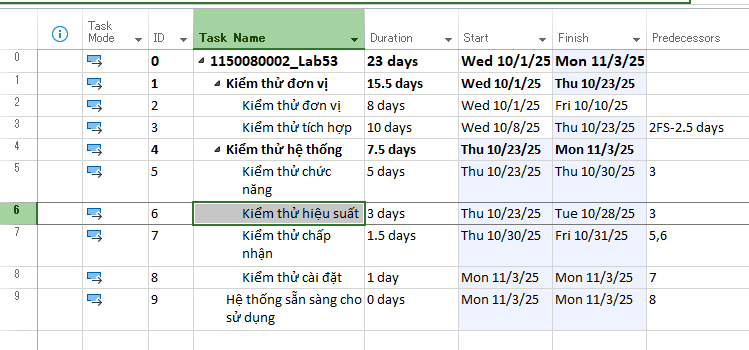 Task Mode ID Task Name Duration Start Finish Predecessors
0 0 1150080002_Lab53 23 days Wed 10/1/25 Mon 11/3/25
1 1 Kiểm thử đơn vị 15.5 days Wed 10/1/25 Thu 10/23/25
2 2 Kiểm thử đơn vị 8 days Wed 10/1/25 Fri 10/10/25
3 3 Kiểm thử tích hợp 10 days Wed 10/8/25 Thu 10/23/25 2FS-2.5 days
4 4 Kiểm thử hệ thống 7.5 days Thu 10/23/25 Mon 11/3/25
5 5 Kiểm thử chức năng 5 days Thu 10/23/25 Thu 10/30/25 3
6 6 Kiểm thử hiệu suất 3 days Thu 10/23/25 Tue 10/28/25 3
7 7 Kiểm thử chấp nhận 1.5 days Thu 10/30/25 Fri 10/31/25 5,6
8 8 Kiểm thử cài đặt 1 day Mon 11/3/25 Mon 11/3/25 7
9 9 Hệ thống sẵn sàng cho sử dụng 0 days Mon 11/3/25 Mon 11/3/25 8